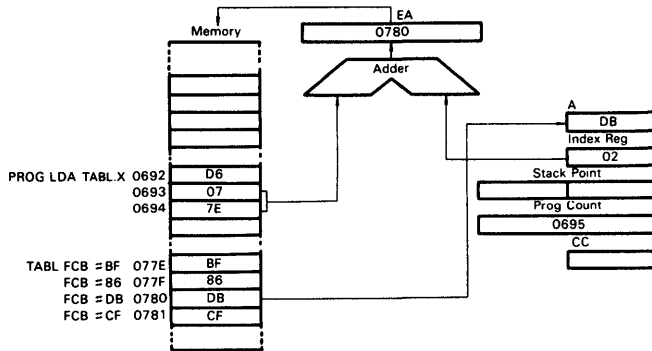 EA
Memory
0780
Adder
A
DB
Index Reg
02
Stack Point
Prog Count
0695
CC
PROG LDA TABL.X 0692 D6
0693 07
0694 7E
TABL FCB =BF 077E BF
FCB =86 077F 86
FCB =DB 0780 DB
FCB =CF 0781 CF